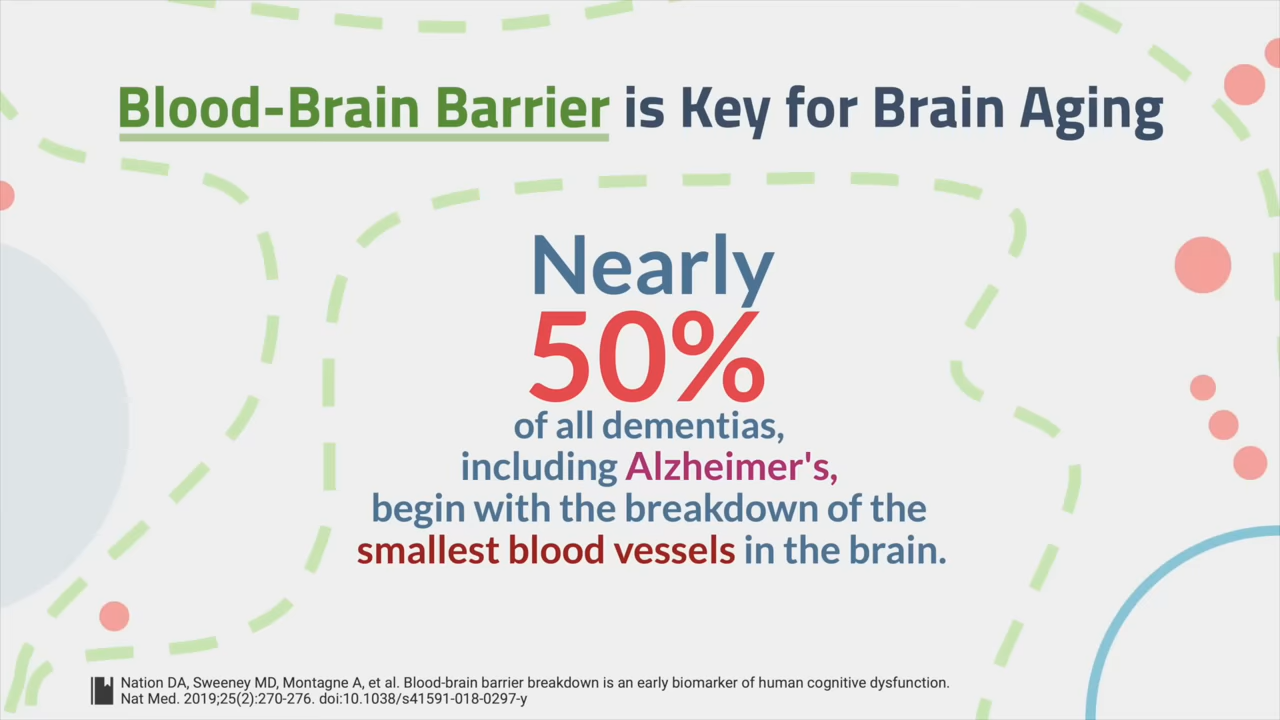 Blood-Brain Barrier is Key for Brain Aging
Nearly
50%
of all dementias,
including Alzheimer's,
begin with the breakdown of the
smallest blood vessels in the brain.
Nation DA, Sweeney MD, Montagne A, et al. Blood-brain barrier breakdown is an early biomarker of human cognitive dysfunction.
Nat Med. 2019;25(2):270-276. doi:10.1038/s41591-018-0297-y